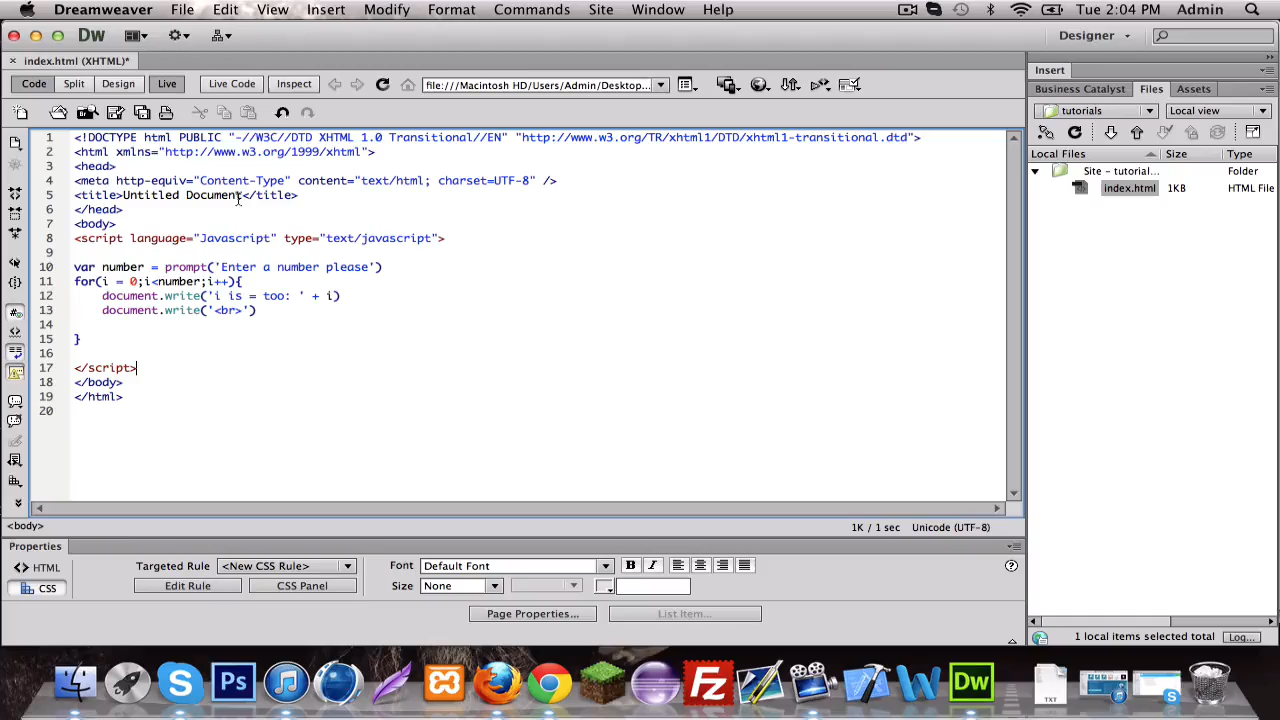 Dreamweaver File Edit View Insert Modify Format Commands Site Window Help Tue 2:04 PM Admin
Dw Designer
index.html (XHTML)*
Code Split Design Live Live Code Inspect file:///Macintosh HD/Users/Admin/Desktop...
1 <!DOCTYPE html PUBLIC "-//W3C//DTD XHTML 1.0 Transitional//EN" "http://www.w3.org/TR/xhtml1/DTD/xhtml1-transitional.dtd">
2 <html xmlns="http://www.w3.org/1999/xhtml">
3 <head>
4 <meta http-equiv="Content-Type" content="text/html; charset=UTF-8" />
5 <title>Untitled Document</title>
6 </head>
7 <body>
8 <script language="Javascript" type="text/javascript">
9
10 var number = prompt('Enter a number please')
11 for(i = 0;i<number;i++){
12 document.write('i is = too: ' + i)
13 document.write('<br>')
14
15 }
16
17 </script>
18 </body>
19 </html>
20
<body> 1K / 1 sec Unicode (UTF-8)
Properties
<> HTML Targeted Rule <New CSS Rule> Font Default Font B I
CSS Edit Rule CSS Panel Size None
Page Properties... List Item...
Insert
Business Catalyst Files Assets
tutorials Local view
Local Files Size Type
Site - tutorial... Folder
index.html 1KB HTML File
1 local items selected total Log...
Ps Fz W Dw TXT